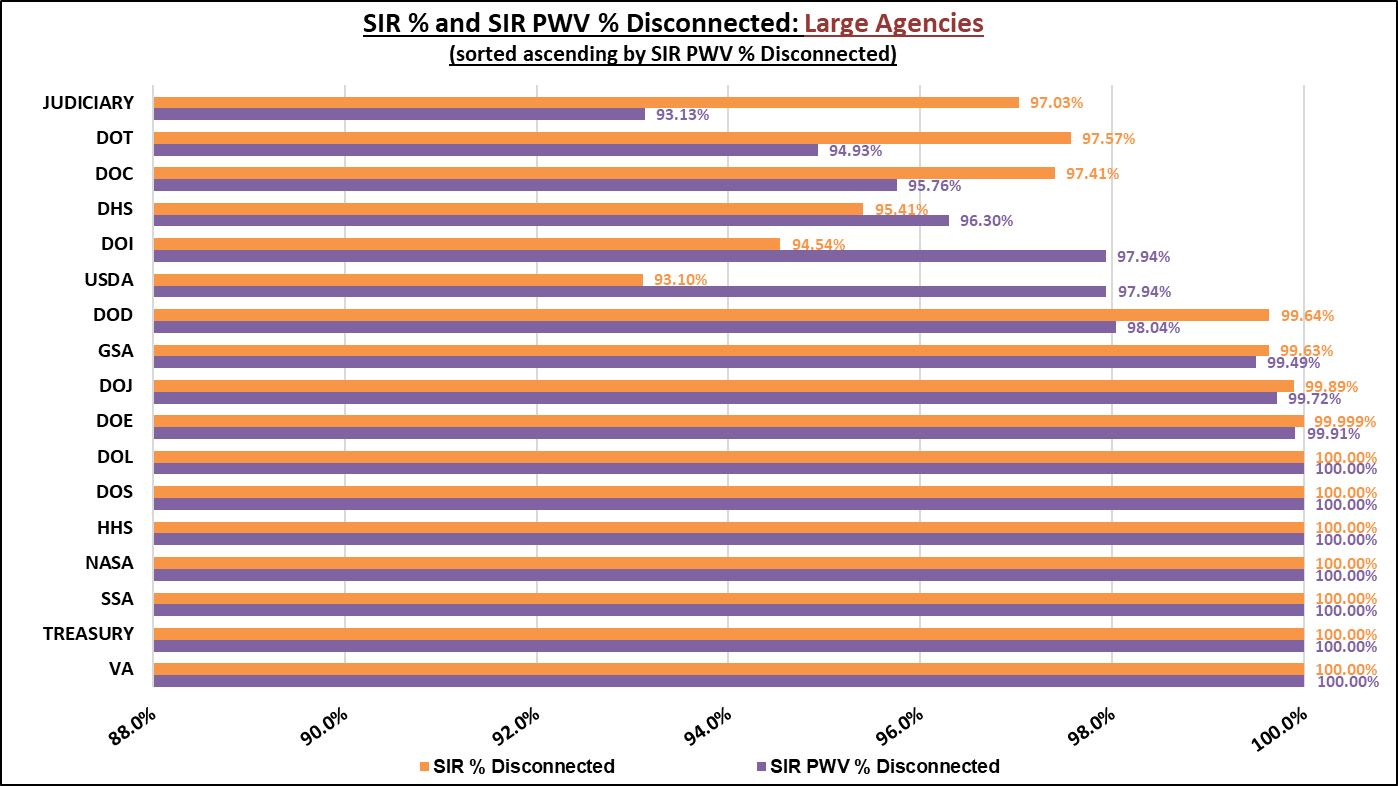 SIR % and SIR PWV % Disconnected: Large Agencies
(sorted ascending by SIR PWV % Disconnected)
JUDICIARY 97.03%
93.13%
DOT 97.57%
94.93%
DOC 97.41%
95.76%
DHS 95.41%
96.30%
DOI 94.54%
97.94%
USDA 93.10%
97.94%
DOD 99.64%
98.04%
GSA 99.63%
99.49%
DOJ 99.89%
99.72%
DOE 99.999%
99.91%
DOL 100.00%
100.00%
DOS 100.00%
100.00%
HHS 100.00%
100.00%
NASA 100.00%
100.00%
SSA 100.00%
100.00%
TREASURY 100.00%
100.00%
VA 100.00%
100.00%
88.0% 90.0% 92.0% 94.0% 96.0% 98.0% 100.0%
SIR % Disconnected SIR PWV % Disconnected